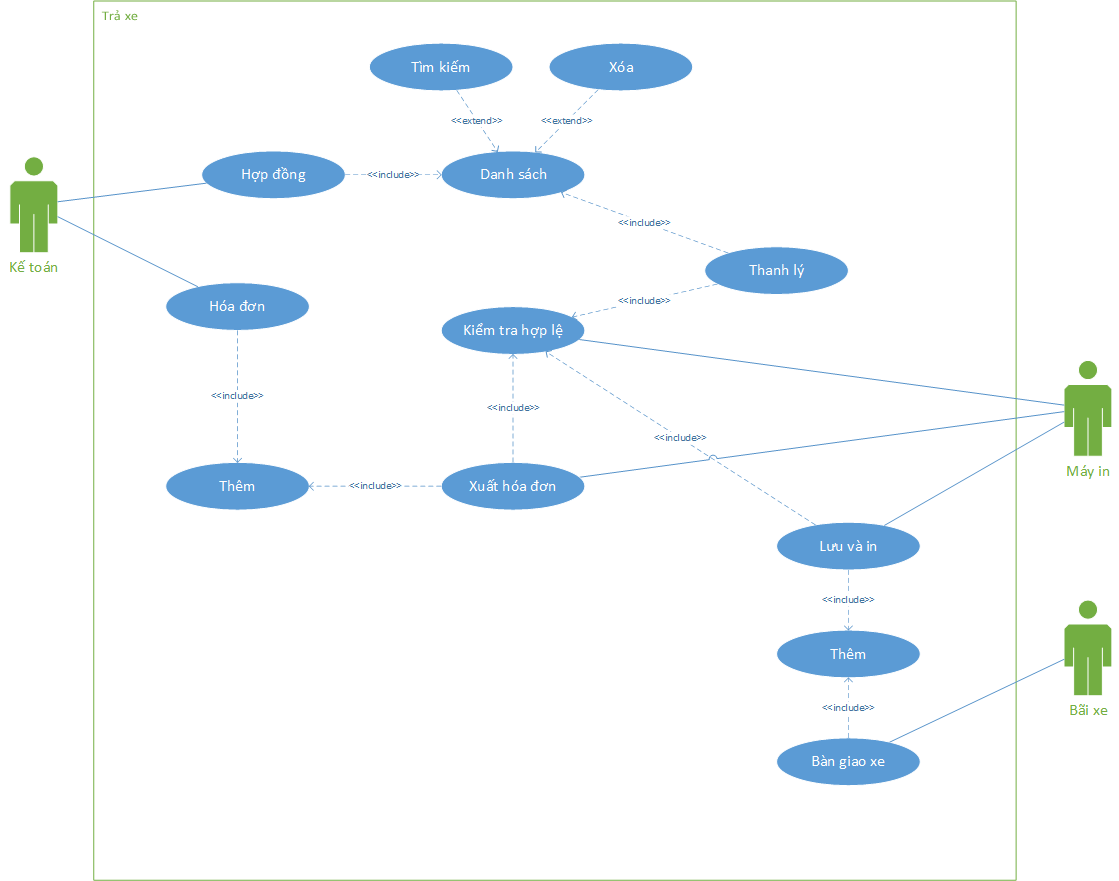 Trả xe
Tìm kiếm
Xóa
<<extend>>
<<extend>>
Hợp đồng
<<include>>
Danh sách
<<include>>
Kế toán
Thanh lý
<<include>>
Hóa đơn
Kiểm tra hợp lệ
<<include>>
<<include>>
<<include>>
Máy in
Thêm
<<include>>
Xuất hóa đơn
Lưu và in
<<include>>
Thêm
<<include>>
Bãi xe
Bàn giao xe